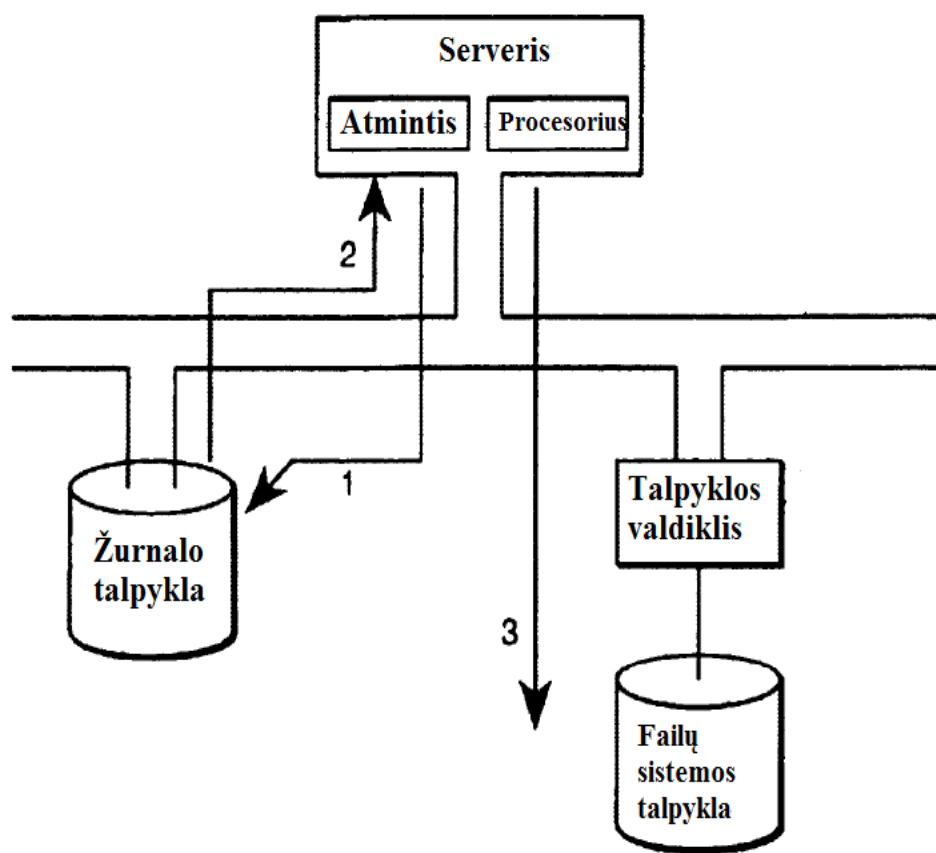 Serveris
Atmintis
Procesorius
2
1
Žurnalo
talpykla
Talpyklos
valdiklis
3
Failų
sistemos
talpykla